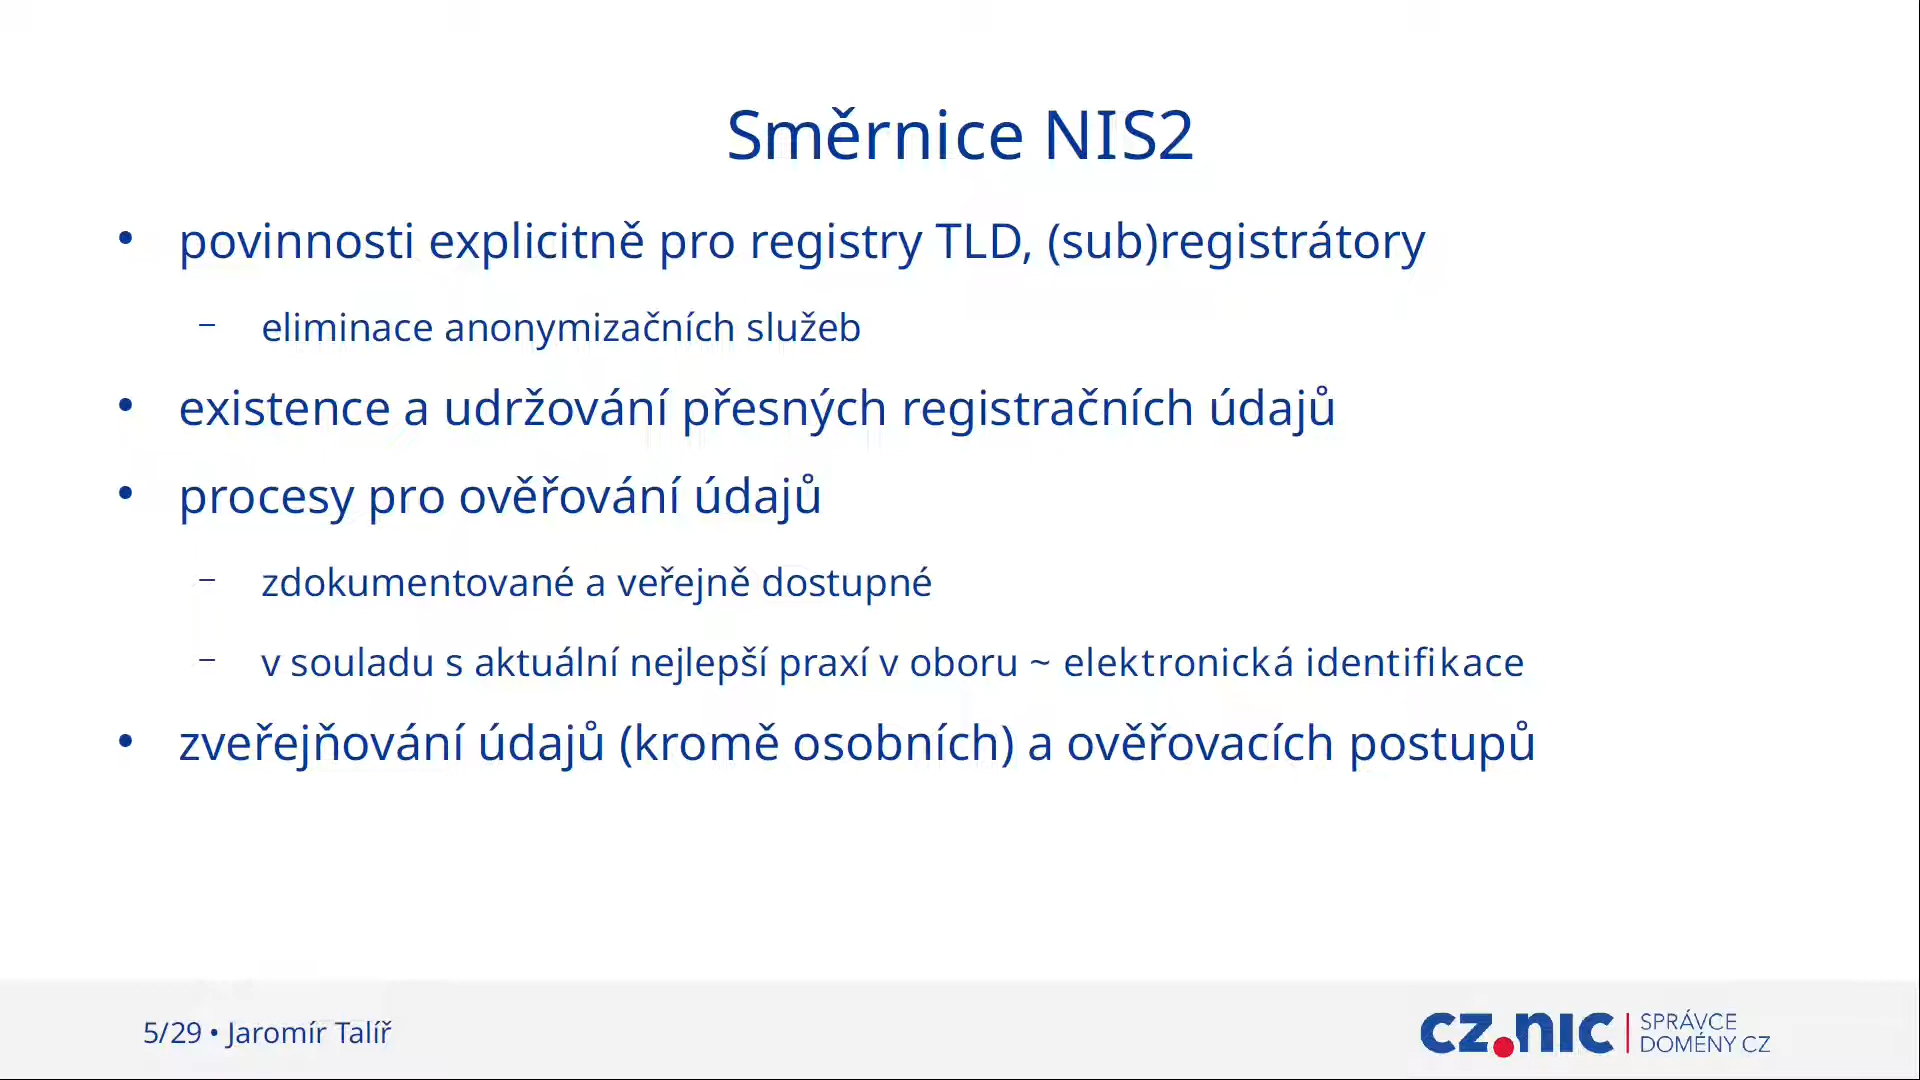 Směrnice NIS2
• povinnosti explicitně pro registry TLD, (sub)registrátory
– eliminace anonymizačních služeb
• existence a udržování přesných registračních údajů
• procesy pro ověřování údajů
– zdokumentované a veřejně dostupné
– v souladu s aktuální nejlepší praxí v oboru ~ elektronická identifikace
• zveřejňování údajů (kromě osobních) a ověřovacích postupů
5/29 • Jaromír Talíř
cz.nic | SPRÁVCE
DOMÉNY CZ